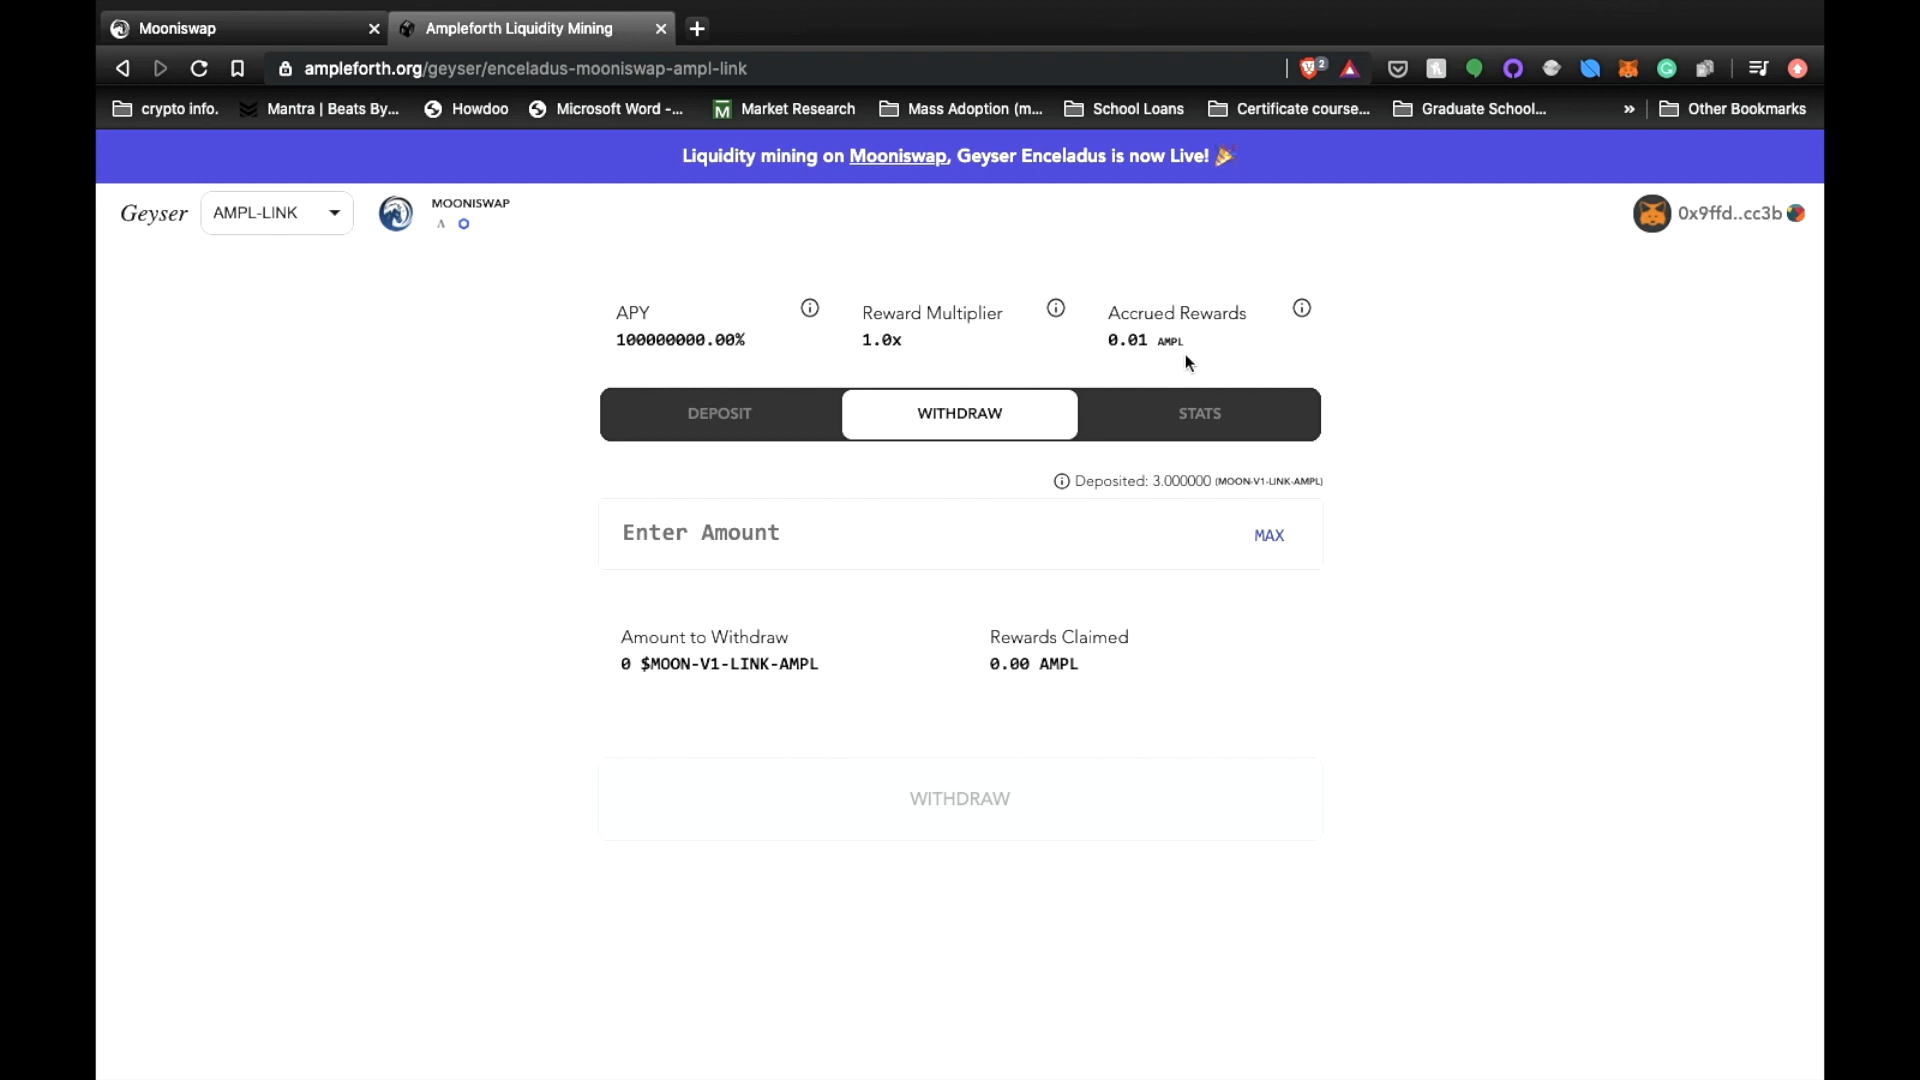 Mooniswap
Ampleforth Liquidity Mining
ampleforth.org/geyser/enceladus-mooniswap-ampl-link
2
crypto info.
Mantra | Beats By...
Howdoo
Microsoft Word -...
Market Research
Mass Adoption (m...
School Loans
Certificate course...
Graduate School...
»
Other Bookmarks
Liquidity mining on Mooniswap, Geyser Enceladus is now Live! 🎉
Geyser
AMPL-LINK
MOONISWAP
0x9ffd..cc3b
APY
100000000.00%
Reward Multiplier
1.0x
Accrued Rewards
0.01 AMPL
DEPOSIT
WITHDRAW
STATS
Deposited: 3.000000 (MOON-V1-LINK-AMPL)
Enter Amount
MAX
Amount to Withdraw
0 $MOON-V1-LINK-AMPL
Rewards Claimed
0.00 AMPL
WITHDRAW